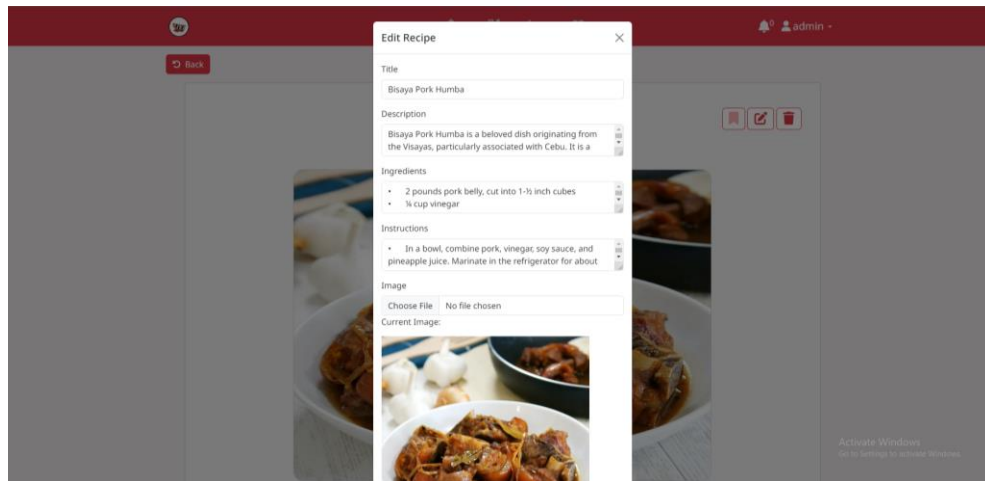 0 admin
Back
Edit Recipe
Title
Bisaya Pork Humba
Description
Bisaya Pork Humba is a beloved dish originating from
the Visayas, particularly associated with Cebu. It is a
Ingredients
• 2 pounds pork belly, cut into 1-½ inch cubes
• ¼ cup vinegar
Instructions
• In a bowl, combine pork, vinegar, soy sauce, and
pineapple juice. Marinate in the refrigerator for about
Image
Choose File No file chosen
Current Image:
Activate Windows
Go to Settings to activate Windows.